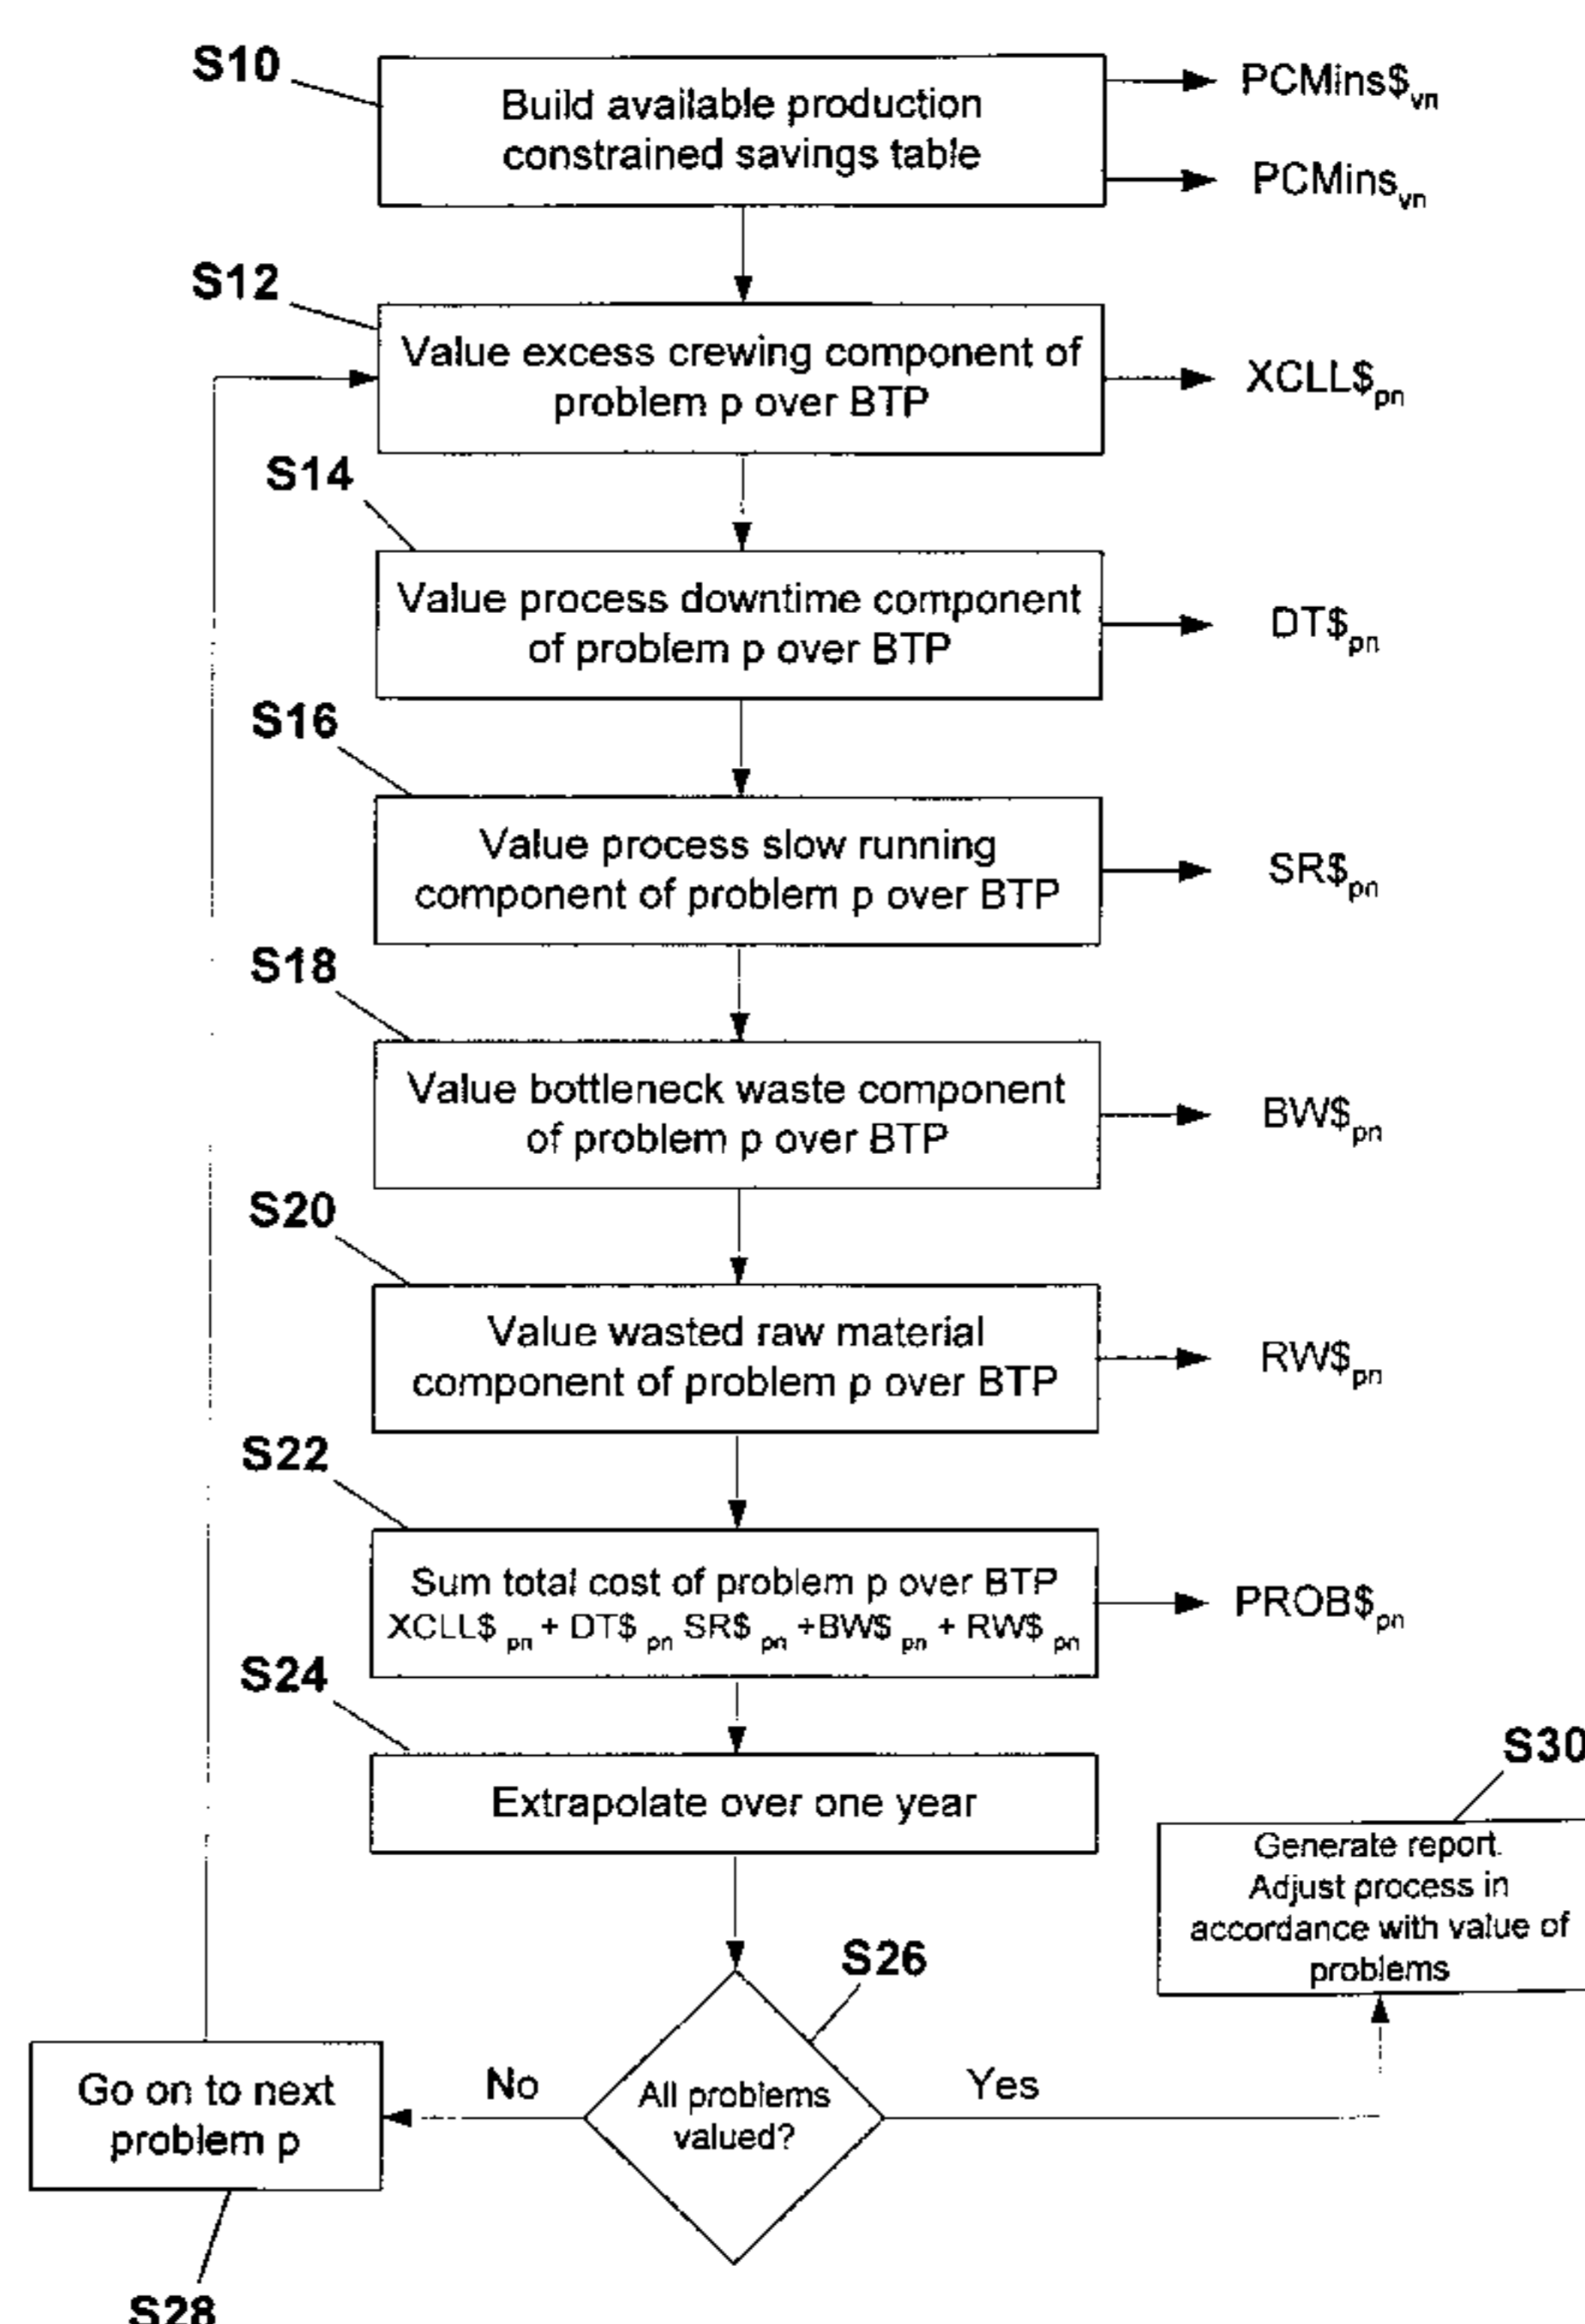 S10
Build available production
constrained savings table
PCMins$vn
PCMinsvn
S12
Value excess crewing component of
problem p over BTP
XCLL$pn
S14
Value process downtime component
of problem p over BTP
DT$pn
S16
Value process slow running
component of problem p over BTP
SR$pn
S18
Value bottleneck waste component
of problem p over BTP
BW$pn
S20
Value wasted raw material
component of problem p over BTP
RW$pn
S22
Sum total cost of problem p over BTP
XCLL$ pn + DT$ pn SR$ pn +BW$ pn + RW$ pn
PROB$pn
S24
Extrapolate over one year
S30
Generate report.
Adjust process in
accordance with value of
problems
S26
All problems
valued?
No
Yes
Go on to next
problem p
S28